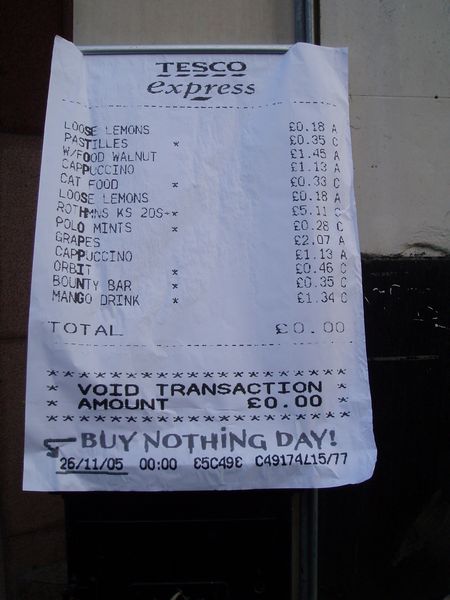 TESCO
express
LOOSE LEMONS £0.18 A
PASTILLES * £0.35 C
W/FOOD WALNUT £1.45 A
CAPPUCCINO £1.13 A
CAT FOOD * £0.33 C
LOOSE LEMONS £0.18 A
ROTHMNS KS 20S-* £5.11 C
POLO MINTS * £0.28 C
GRAPES £2.07 A
CAPPUCCINO £1.13 A
ORBIT * £0.46 C
BOUNTY BAR * £0.35 C
MANGO DRINK * £1.34 C
TOTAL £0.00
* * * * * * * * * * * * * * * * * * *
* VOID TRANSACTION *
* AMOUNT £0.00 *
* * * * * * * * * * * * * * * * * * *
BUY NOTHING DAY!
26/11/05 00:00 £5C49£ C49174L15/77